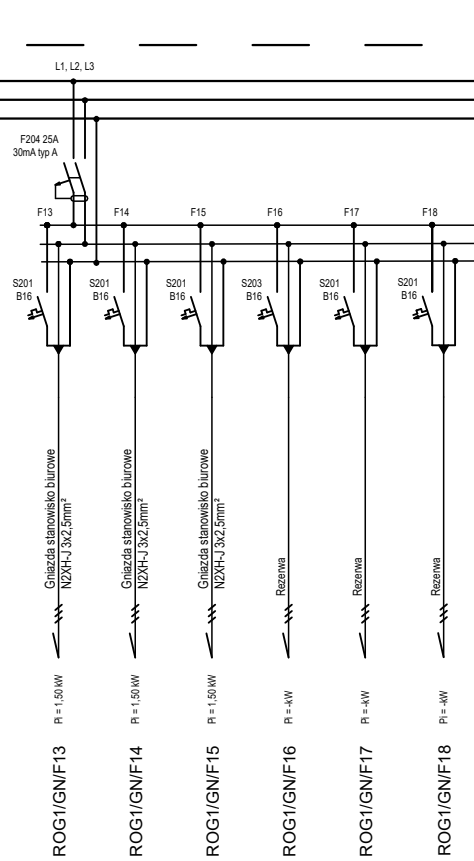 L1, L2, L3
F204 25A
30mA typ A
F13
F14
F15
F16
F17
F18
S201
B16
S201
B16
S201
B16
S203
B16
S201
B16
S201
B16
Gniazda stanowisko biurowe
N2XH-J 3x2,5mm²
Gniazda stanowisko biurowe
N2XH-J 3x2,5mm²
Gniazda stanowisko biurowe
N2XH-J 3x2,5mm²
Rezerwa
Rezerwa
Rezerwa
Pi = 1,50 kW
Pi = 1,50 kW
Pi = 1,50 kW
Pi = -kW
Pi = -kW
Pi = -kW
ROG1/GN/F13
ROG1/GN/F14
ROG1/GN/F15
ROG1/GN/F16
ROG1/GN/F17
ROG1/GN/F18